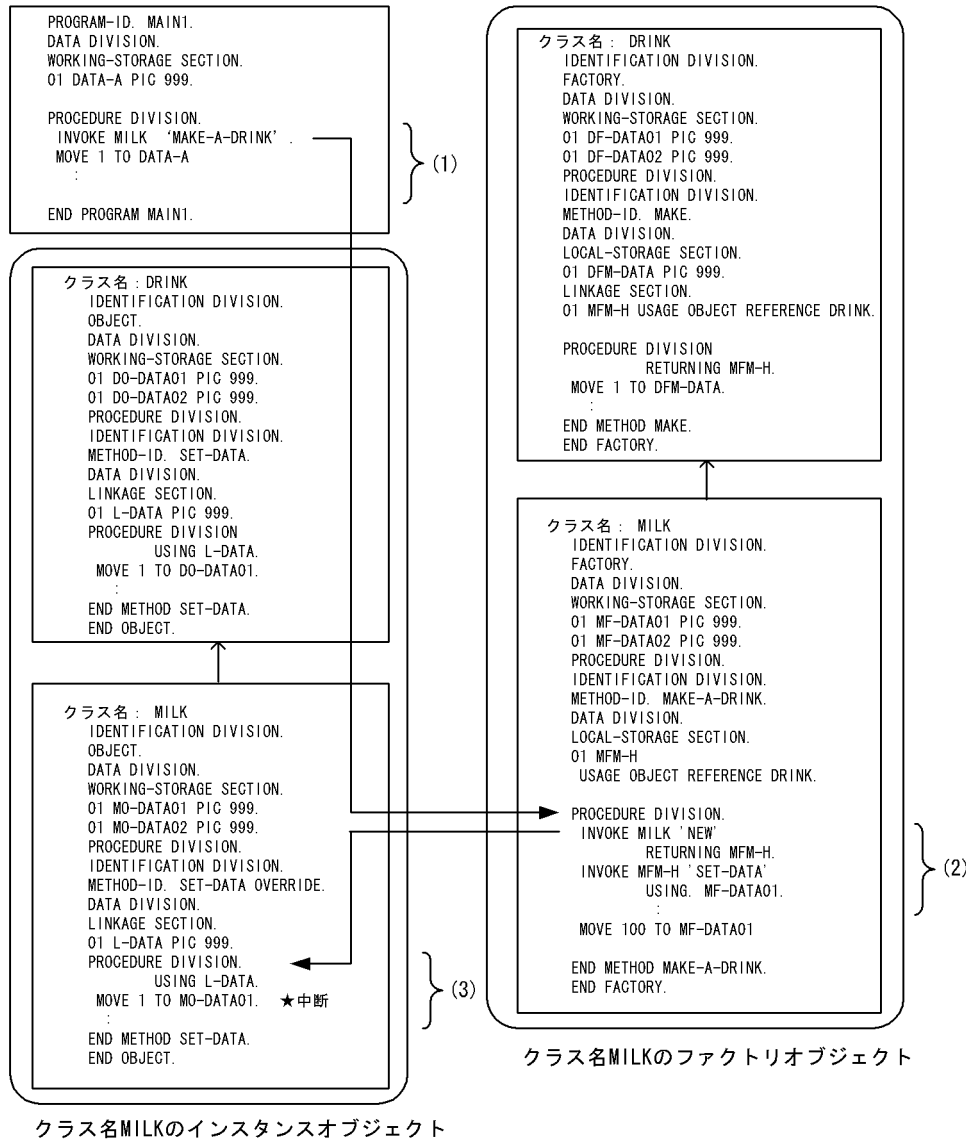 PROGRAM-ID. MAIN1.
DATA DIVISION.
WORKING-STORAGE SECTION.
01 DATA-A PIC 999.
PROCEDURE DIVISION.
INVOKE MILK ‘MAKE-A-DRINK’.
MOVE 1 TO DATA-A
:
END PROGRAM MAIN1.
(1)
クラス名：DRINK
IDENTIFICATION DIVISION.
OBJECT.
DATA DIVISION.
WORKING-STORAGE SECTION.
01 DO-DATA01 PIC 999.
01 DO-DATA02 PIC 999.
PROCEDURE DIVISION.
IDENTIFICATION DIVISION.
METHOD-ID. SET-DATA.
DATA DIVISION.
LINKAGE SECTION.
01 L-DATA PIC 999.
PROCEDURE DIVISION
USING L-DATA.
MOVE 1 TO DO-DATA01.
:
END METHOD SET-DATA.
END OBJECT.
クラス名： MILK
IDENTIFICATION DIVISION.
OBJECT.
DATA DIVISION.
WORKING-STORAGE SECTION.
01 MO-DATA01 PIC 999.
01 MO-DATA02 PIC 999.
PROCEDURE DIVISION.
IDENTIFICATION DIVISION.
METHOD-ID. SET-DATA OVERRIDE.
DATA DIVISION.
LINKAGE SECTION.
01 L-DATA PIC 999.
PROCEDURE DIVISION.
USING L-DATA.
MOVE 1 TO MO-DATA01. ★中断
:
END METHOD SET-DATA.
END OBJECT.
(3)
クラス名MILKのインスタンスオブジェクト
クラス名： DRINK
IDENTIFICATION DIVISION.
FACTORY.
DATA DIVISION.
WORKING-STORAGE SECTION.
01 DF-DATA01 PIC 999.
01 DF-DATA02 PIC 999.
PROCEDURE DIVISION.
IDENTIFICATION DIVISION.
METHOD-ID. MAKE.
DATA DIVISION.
LOCAL-STORAGE SECTION.
01 DFM-DATA PIC 999.
LINKAGE SECTION.
01 MFM-H USAGE OBJECT REFERENCE DRINK.
PROCEDURE DIVISION
RETURNING MFM-H.
MOVE 1 TO DFM-DATA.
:
END METHOD MAKE.
END FACTORY.
クラス名： MILK
IDENTIFICATION DIVISION.
FACTORY.
DATA DIVISION.
WORKING-STORAGE SECTION.
01 MF-DATA01 PIC 999.
01 MF-DATA02 PIC 999.
PROCEDURE DIVISION.
IDENTIFICATION DIVISION.
METHOD-ID. MAKE-A-DRINK.
DATA DIVISION.
LOCAL-STORAGE SECTION.
01 MFM-H
USAGE OBJECT REFERENCE DRINK.
PROCEDURE DIVISION.
INVOKE MILK 'NEW'
RETURNING MFM-H.
INVOKE MFM-H 'SET-DATA'
USING. MF-DATA01.
:
MOVE 100 TO MF-DATA01
END METHOD MAKE-A-DRINK.
END FACTORY.
(2)
クラス名MILKのファクトリオブジェクト